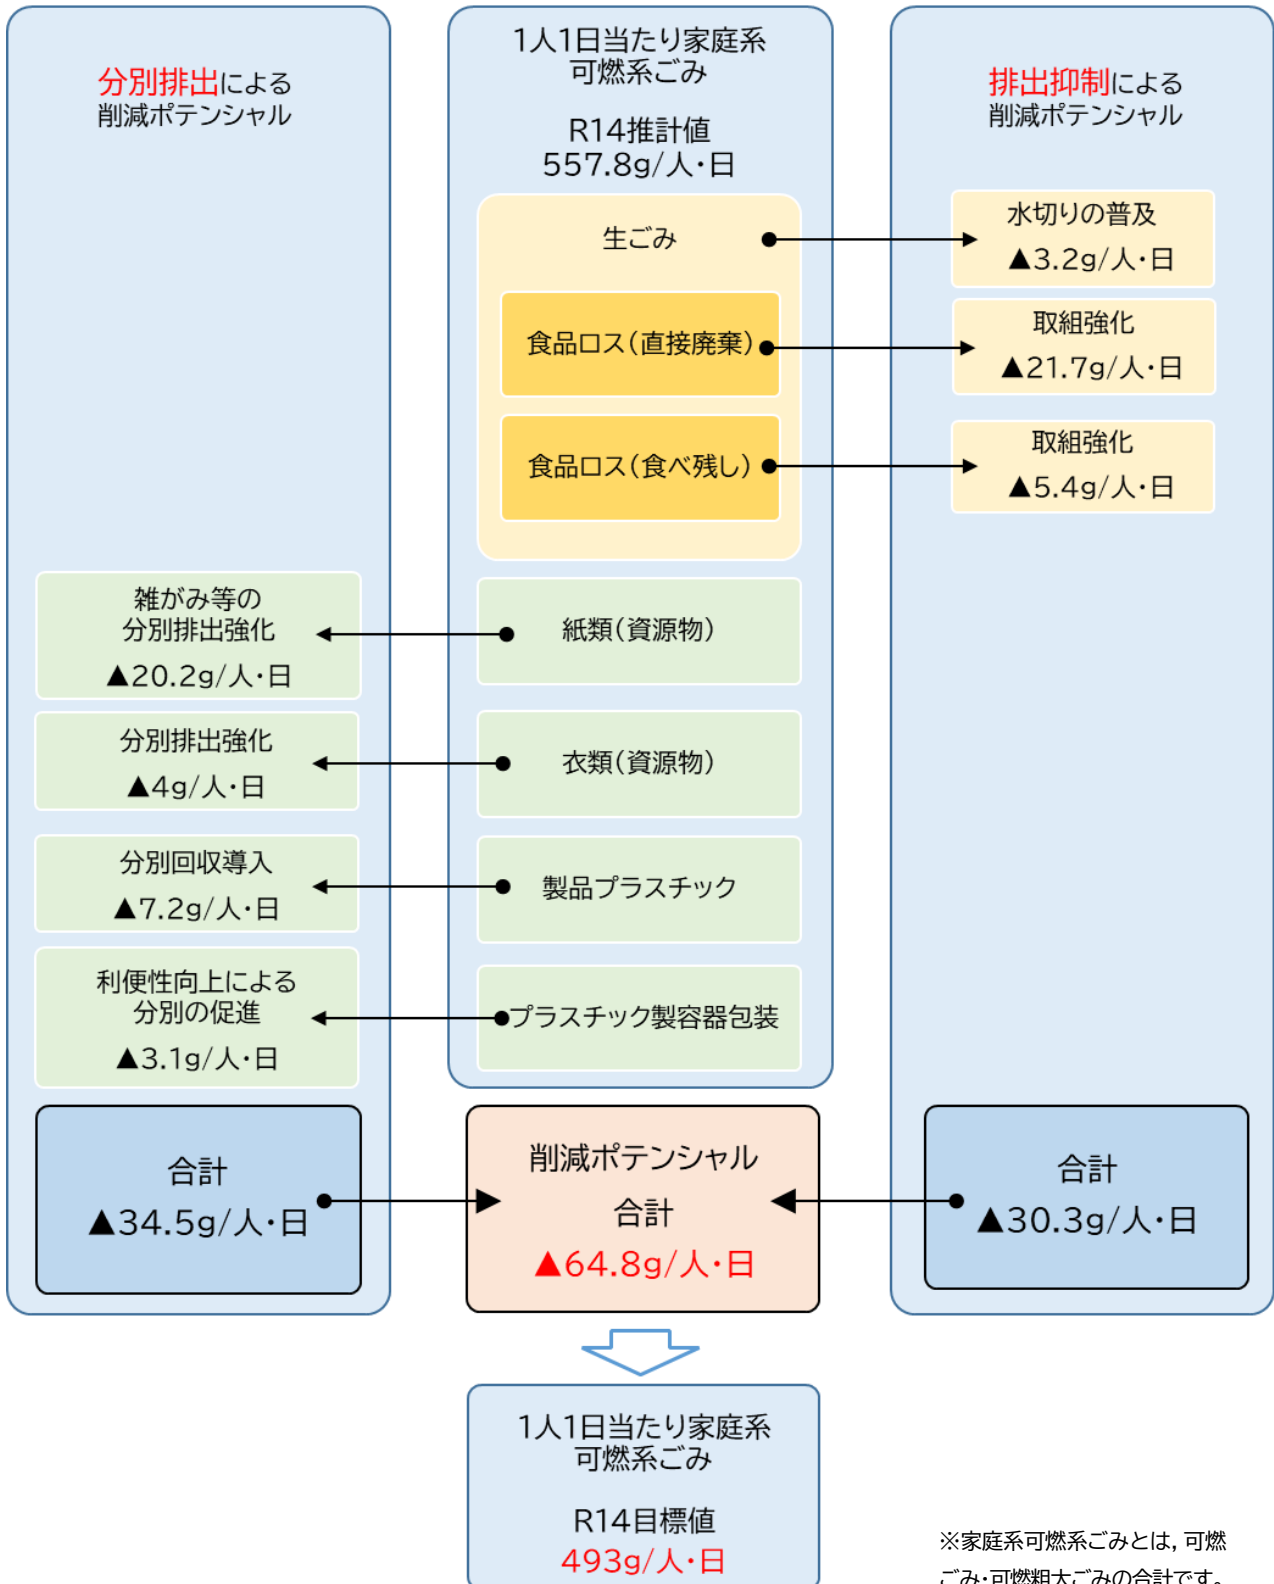 分別排出による
削減ポテンシャル
雑がみ等の
分別排出強化
▲20.2g/人・日
分別排出強化
▲4g/人・日
分別回収導入
▲7.2g/人・日
利便性向上による
分別の促進
▲3.1g/人・日
合計
▲34.5g/人・日
1人1日当たり家庭系
可燃系ごみ
R14推計値
557.8g/人・日
生ごみ
食品ロス（直接廃棄）
食品ロス（食べ残し）
紙類（資源物）
衣類（資源物）
製品プラスチック
プラスチック製容器包装
削減ポテンシャル
合計
▲64.8g/人・日
排出抑制による
削減ポテンシャル
水切りの普及
▲3.2g/人・日
取組強化
▲21.7g/人・日
取組強化
▲5.4g/人・日
合計
▲30.3g/人・日
1人1日当たり家庭系
可燃系ごみ
R14目標値
493g/人・日
※家庭系可燃系ごみとは，可燃
ごみ・可燃粗大ごみの合計です。